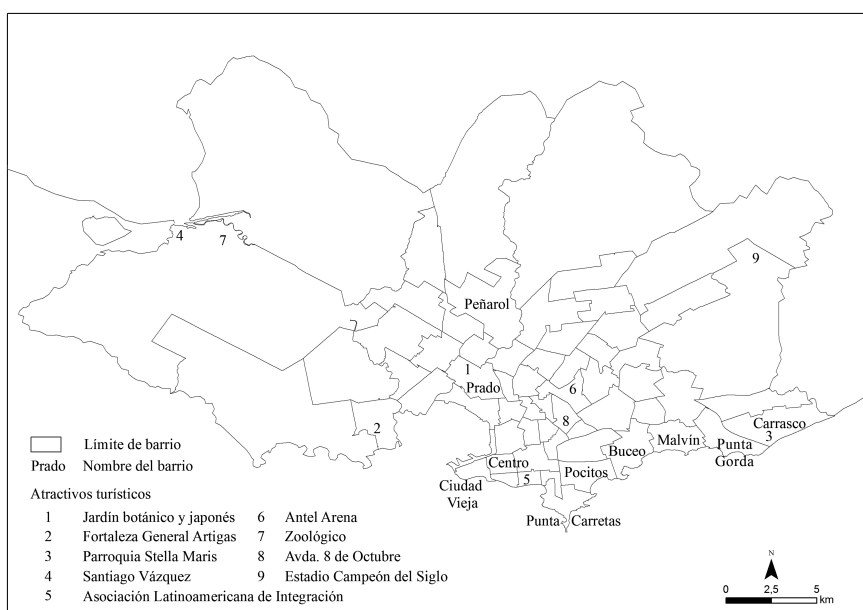 4
7
9
Peñarol
1
Prado
6
2
8
Carrasco
3
Malvín
Punta
Gorda
Buceo
Centro
Pocitos
5
Ciudad
Vieja
Punta Carretas
Límite de barrio
Prado Nombre del barrio
Atractivos turísticos
1 Jardín botánico y japonés 6 Antel Arena
2 Fortaleza General Artigas 7 Zoológico
3 Parroquia Stella Maris 8 Avda. 8 de Octubre
4 Santiago Vázquez 9 Estadio Campeón del Siglo
5 Asociación Latinoamericana de Integración
N
0 2,5 5
km